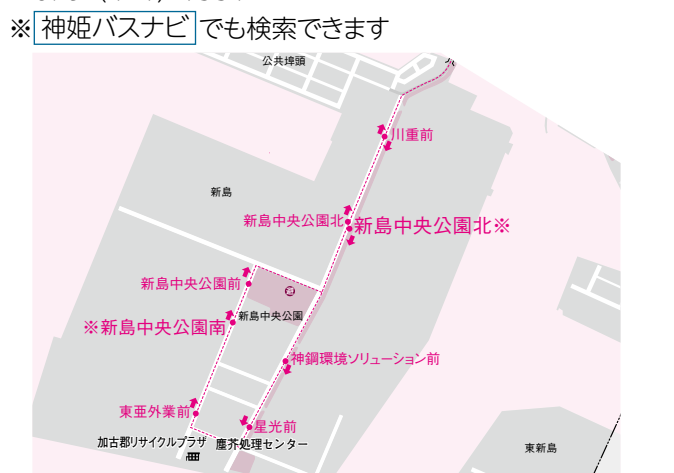 ※神姫バスナビでも検索できます
公共埠頭
川重前
新島
新島中央公園北
新島中央公園北※
新島中央公園前
新島中央公園
※新島中央公園南
神鋼環境ソリューション前
東亜外業前
星光前
加古郡リサイクルプラザ
塵芥処理センター
東新島